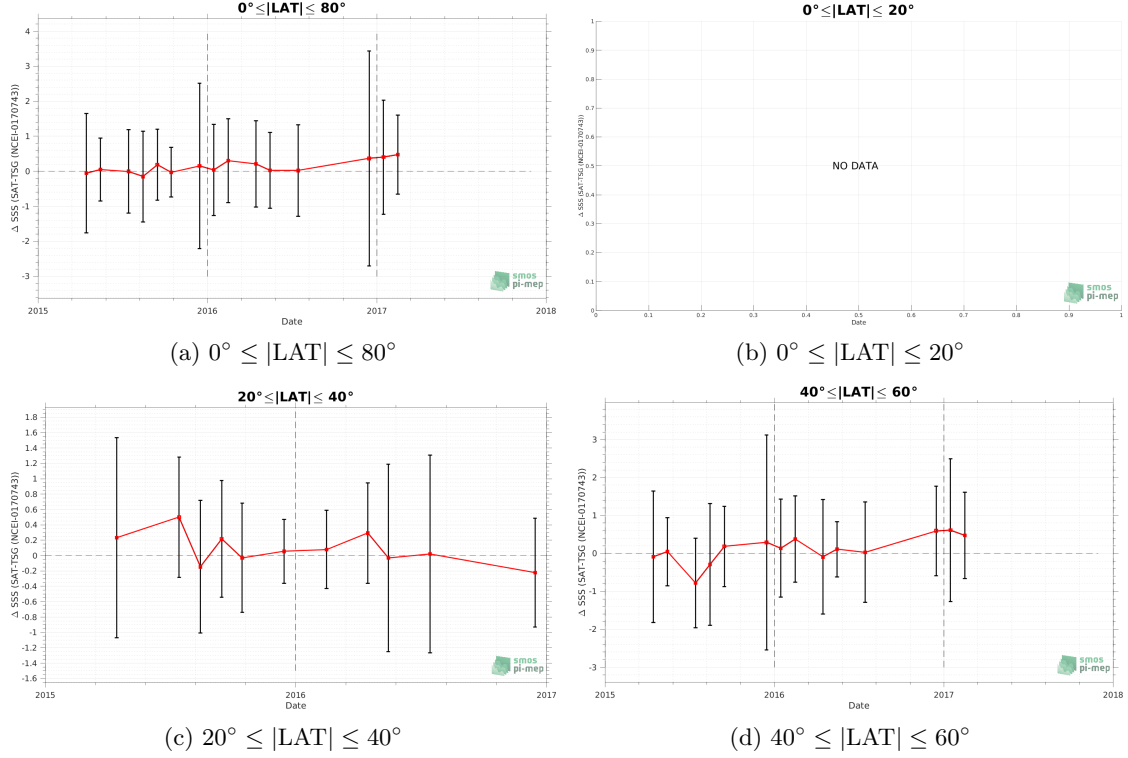 0°≤|LAT|≤ 80°
4
3
2
1
0
-1
-2
-3
Δ SSS (SAT-TSG (NCEI-0170743))
2015
2016
2017
2018
Date
smos
pi-mep
(a) 0° ≤ |LAT| ≤ 80°
0°≤|LAT|≤ 20°
1
0.9
0.8
0.7
0.6
0.5
0.4
0.3
0.2
0.1
0
Δ SSS (SAT-TSG (NCEI-0170743))
NO DATA
0
0.1
0.2
0.3
0.4
0.5
0.6
0.7
0.8
0.9
1
Date
smos
pi-mep
(b) 0° ≤ |LAT| ≤ 20°
20°≤|LAT|≤ 40°
1.8
1.6
1.4
1.2
1
0.8
0.6
0.4
0.2
0
-0.2
-0.4
-0.6
-0.8
-1
-1.2
-1.4
-1.6
Δ SSS (SAT-TSG (NCEI-0170743))
2015
2016
2017
Date
smos
pi-mep
(c) 20° ≤ |LAT| ≤ 40°
40°≤|LAT|≤ 60°
3
2
1
0
-1
-2
-3
Δ SSS (SAT-TSG (NCEI-0170743))
2015
2016
2017
2018
Date
smos
pi-mep
(d) 40° ≤ |LAT| ≤ 60°